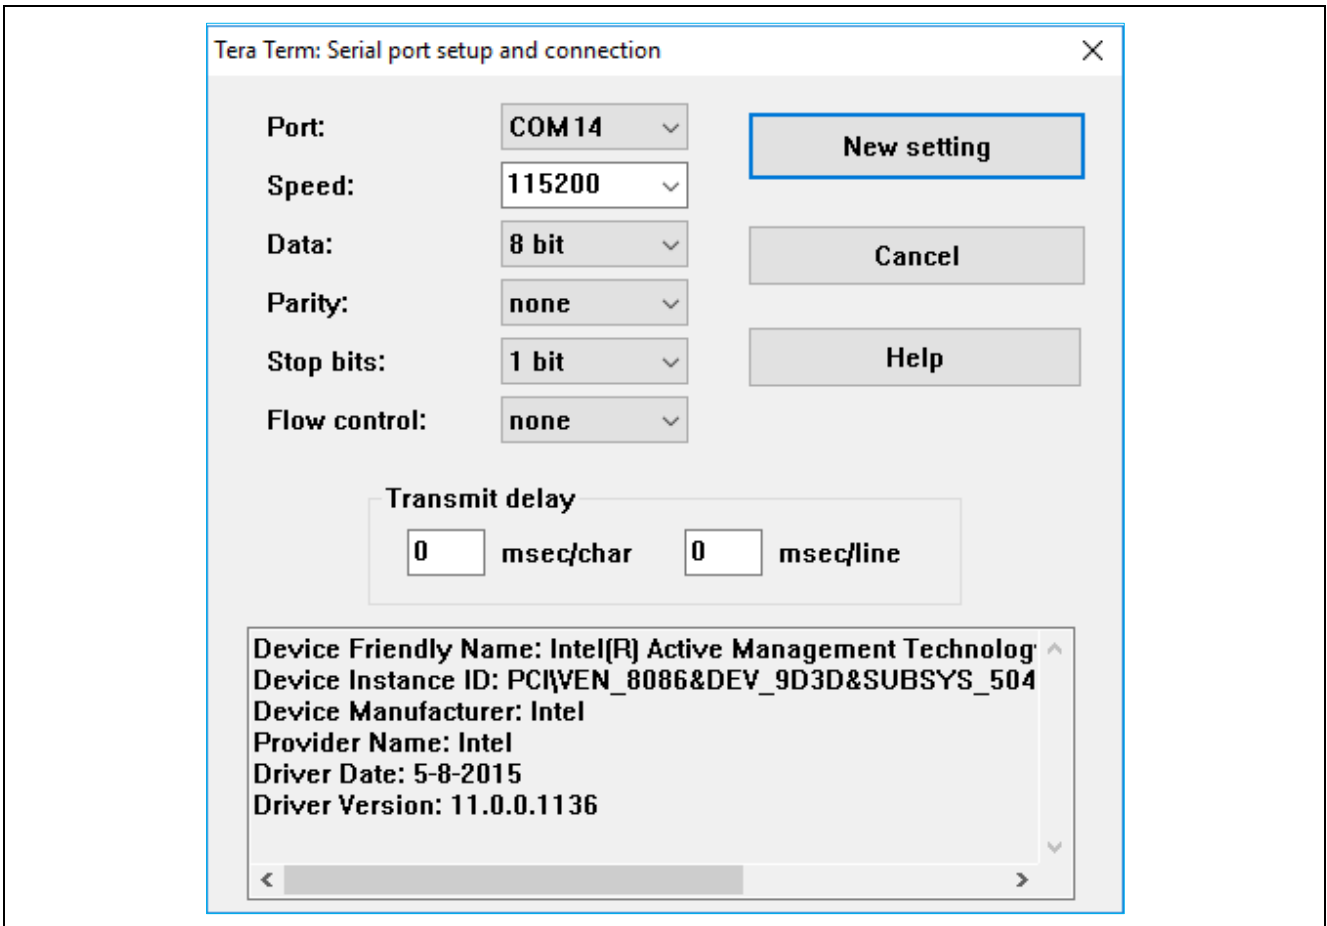 Tera Term: Serial port setup and connection
Port: COM14
New setting
Speed: 115200
Data: 8 bit
Cancel
Parity: none
Stop bits: 1 bit
Help
Flow control: none
Transmit delay
0 msec/char 0 msec/line
Device Friendly Name: Intel(R) Active Management Technolog
Device Instance ID: PCI\VEN_8086&DEV_9D3D&SUBSYS_504
Device Manufacturer: Intel
Provider Name: Intel
Driver Date: 5-8-2015
Driver Version: 11.0.0.1136